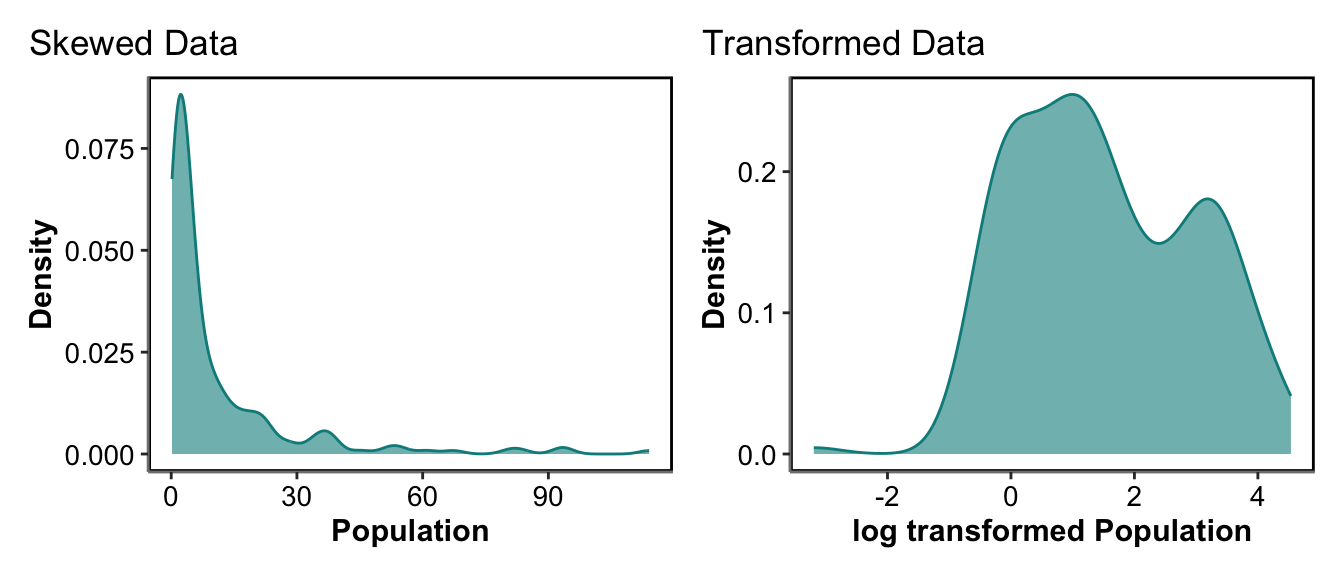 Skewed Data
Density
0.075
0.050
0.025
0.000
0
30
60
90
Population
Transformed Data
Density
0.2
0.1
0.0
-2
0
2
4
log transformed Population